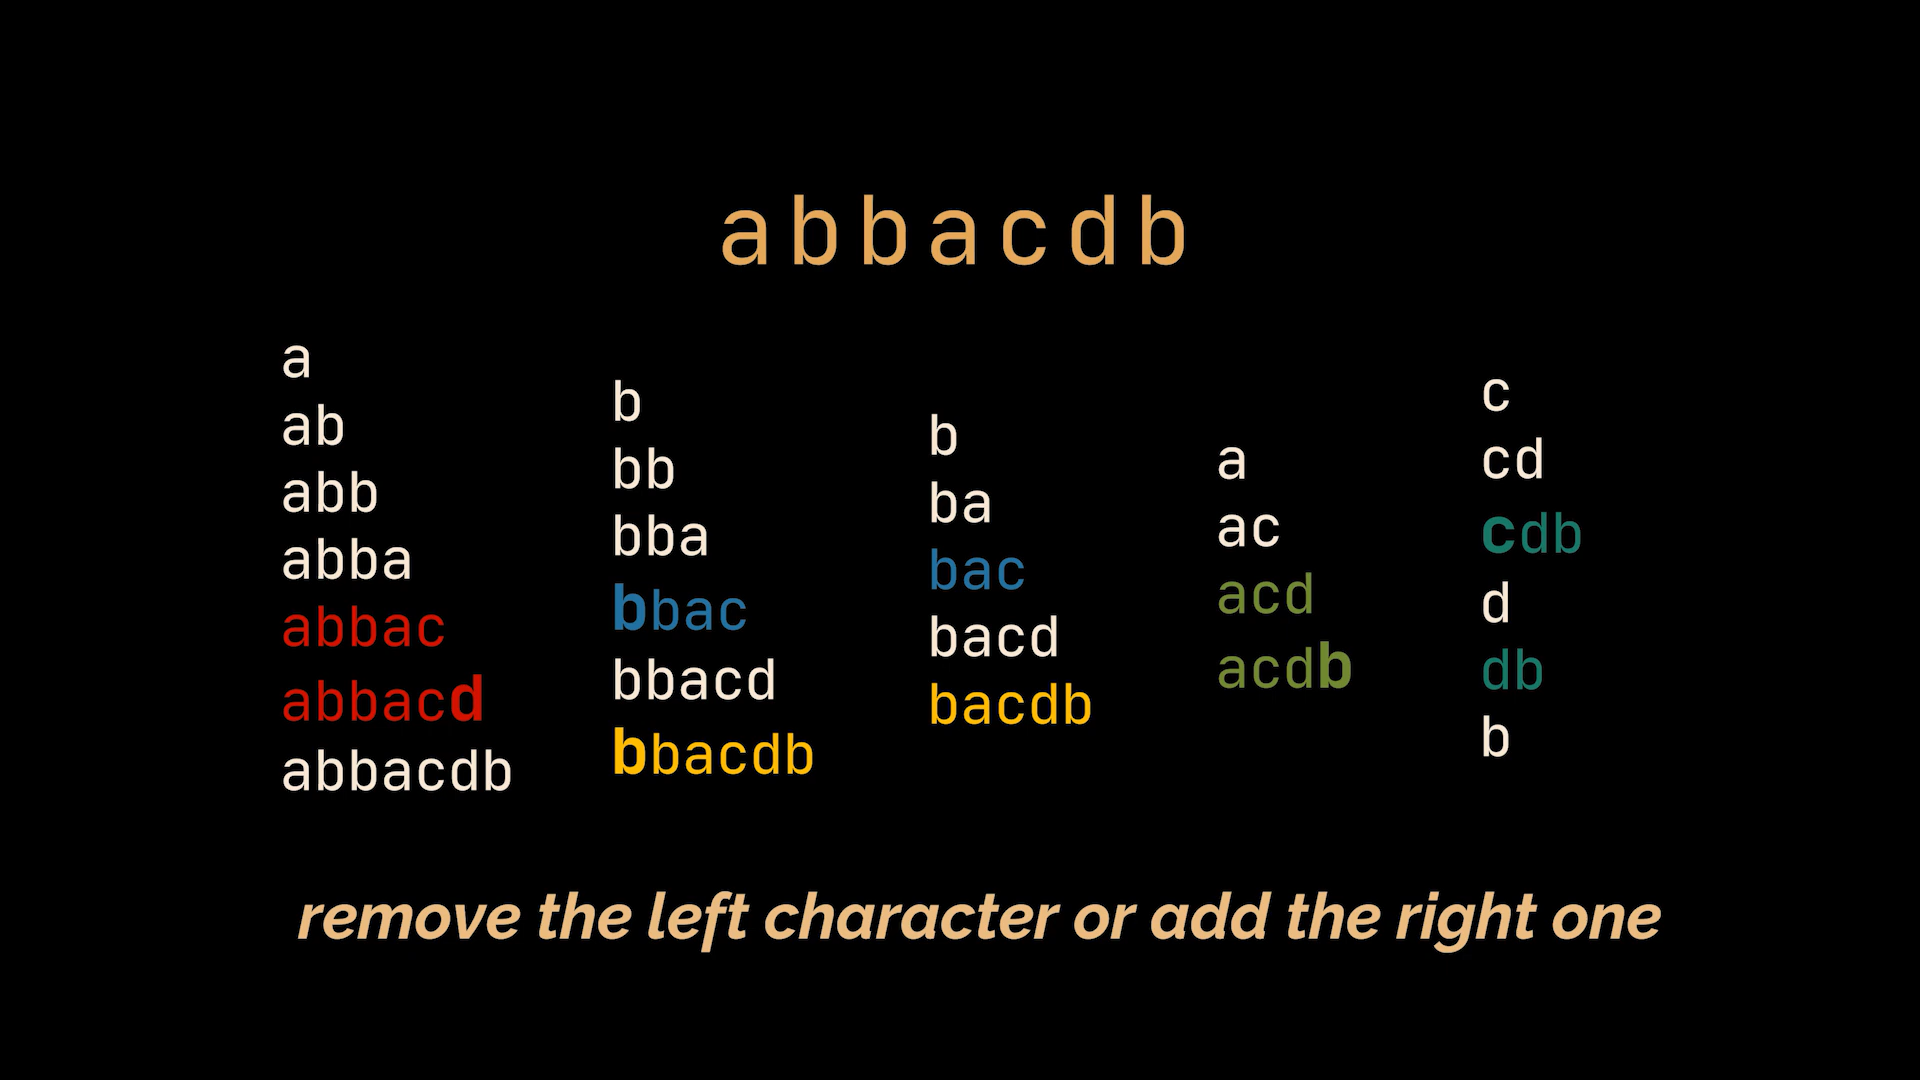 abbacdb
a
ab
abb
abba
abbac
abbacd
abbacdb
b
bb
bba
bbac
bbacd
bbacdb
b
ba
bac
bacd
bacdb
a
ac
acd
acdb
c
cd
cdb
d
db
b
remove the left character or add the right one